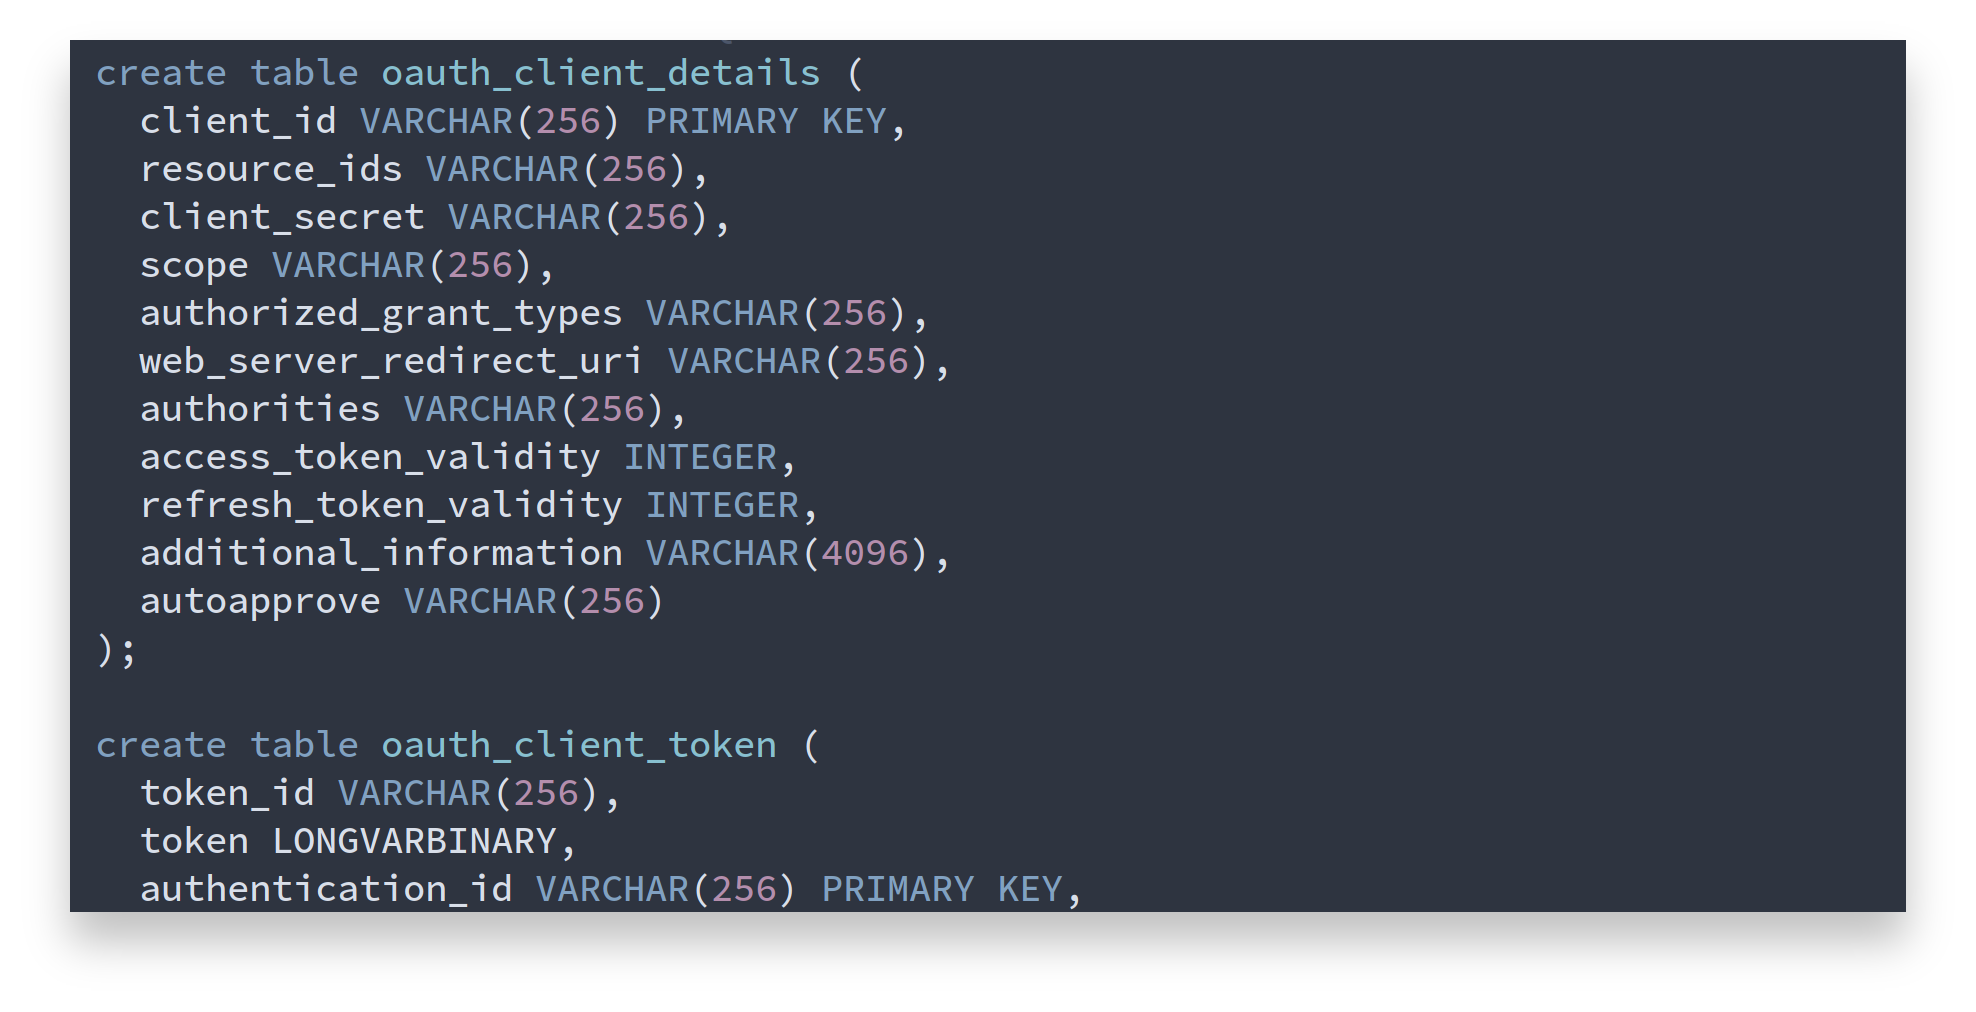 create table oauth_client_details (
  client_id VARCHAR(256) PRIMARY KEY,
  resource_ids VARCHAR(256),
  client_secret VARCHAR(256),
  scope VARCHAR(256),
  authorized_grant_types VARCHAR(256),
  web_server_redirect_uri VARCHAR(256),
  authorities VARCHAR(256),
  access_token_validity INTEGER,
  refresh_token_validity INTEGER,
  additional_information VARCHAR(4096),
  autoapprove VARCHAR(256)
);

create table oauth_client_token (
  token_id VARCHAR(256),
  token LONGVARBINARY,
  authentication_id VARCHAR(256) PRIMARY KEY,